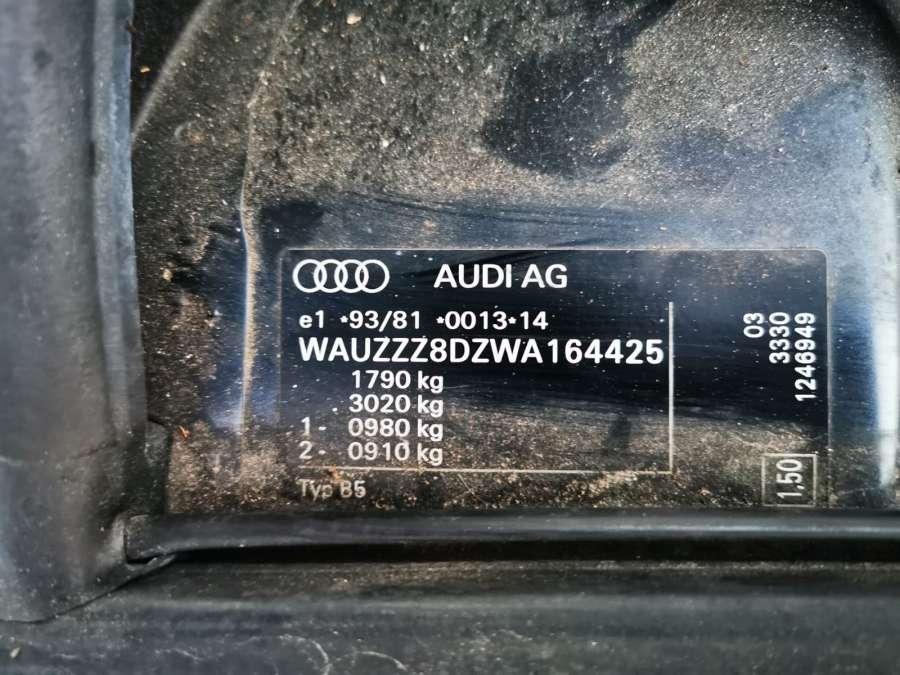 AUDI AG
e1 *93/81 *0013*14
WAUZZZ8DZWA164425
1790 kg
3020 kg
1- 0980 kg
2- 0910 kg
Typ B5
03
3330
1246949
1,50